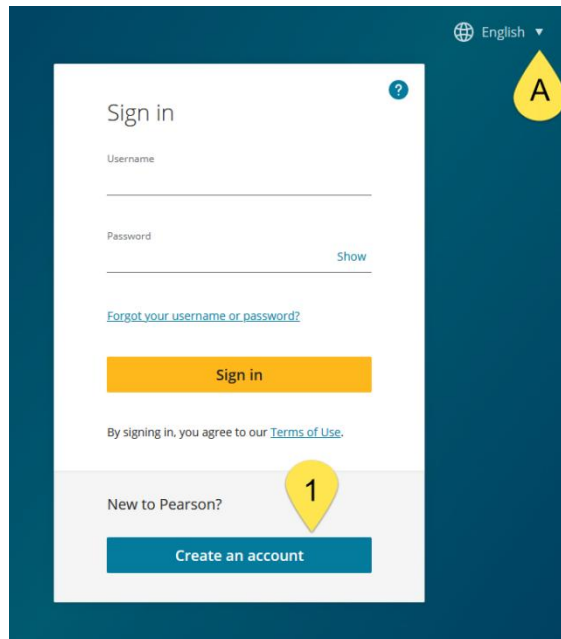 English
A
?
Sign in
Username
Password
Show
Forgot your username or password?
Sign in
By signing in, you agree to our Terms of Use.
New to Pearson?
1
Create an account